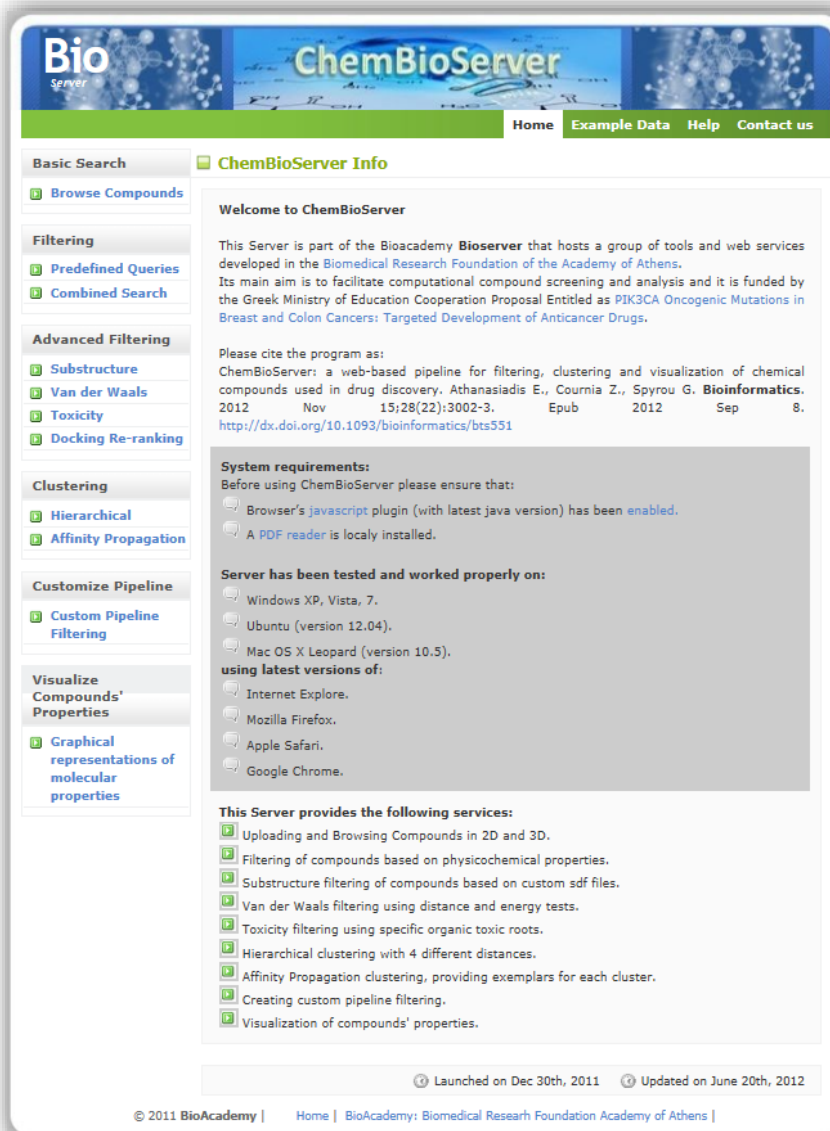 Bio
Server
ChemBioServer
Home Example Data Help Contact us
Basic Search
Browse Compounds
Filtering
Predefined Queries
Combined Search
Advanced Filtering
Substructure
Van der Waals
Toxicity
Docking Re-ranking
Clustering
Hierarchical
Affinity Propagation
Customize Pipeline
Custom Pipeline
Filtering
Visualize
Compounds'
Properties
Graphical
representations of
molecular
properties
ChemBioServer Info
Welcome to ChemBioServer
This Server is part of the Bioacademy Bioserver that hosts a group of tools and web services
developed in the Biomedical Research Foundation of the Academy of Athens.
Its main aim is to facilitate computational compound screening and analysis and it is funded by
the Greek Ministry of Education Cooperation Proposal Entitled as PIK3CA Oncogenic Mutations in
Breast and Colon Cancers: Targeted Development of Anticancer Drugs.
Please cite the program as:
ChemBioServer: a web-based pipeline for filtering, clustering and visualization of chemical
compounds used in drug discovery. Athanasiadis E., Cournia Z., Spyrou G. Bioinformatics.
2012 Nov 15;28(22):3002-3. Epub 2012 Sep 8.
http://dx.doi.org/10.1093/bioinformatics/bts551
System requirements:
Before using ChemBioServer please ensure that:
Browser's javascript plugin (with latest java version) has been enabled.
A PDF reader is localy installed.
Server has been tested and worked properly on:
Windows XP, Vista, 7.
Ubuntu (version 12.04).
Mac OS X Leopard (version 10.5).
using latest versions of:
Internet Explore.
Mozilla Firefox.
Apple Safari.
Google Chrome.
This Server provides the following services:
Uploading and Browsing Compounds in 2D and 3D.
Filtering of compounds based on physicochemical properties.
Substructure filtering of compounds based on custom sdf files.
Van der Waals filtering using distance and energy tests.
Toxicity filtering using specific organic toxic roots.
Hierarchical clustering with 4 different distances.
Affinity Propagation clustering, providing exemplars for each cluster.
Creating custom pipeline filtering.
Visualization of compounds' properties.
Launched on Dec 30th, 2011 Updated on June 20th, 2012
© 2011 BioAcademy | Home | BioAcademy: Biomedical Researh Foundation Academy of Athens |